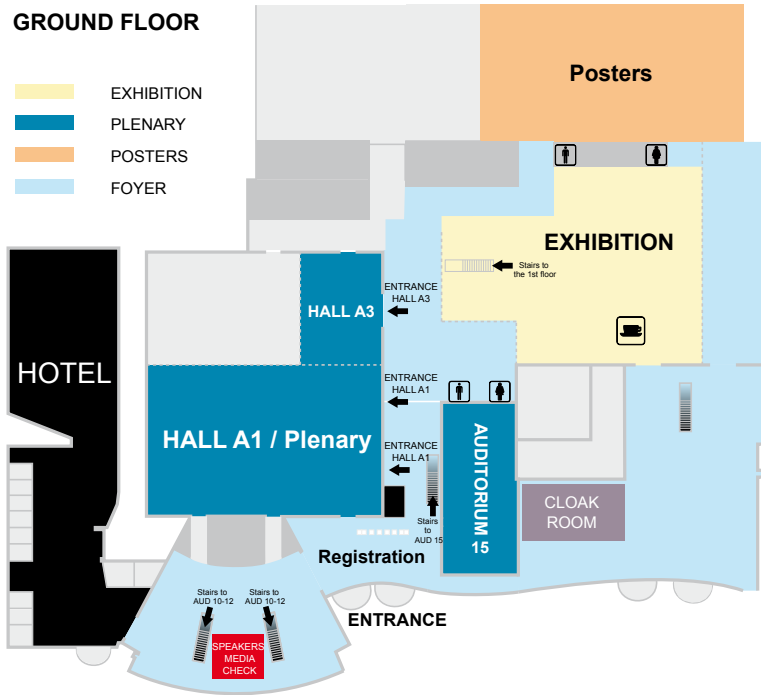 GROUND FLOOR
EXHIBITION
PLENARY
POSTERS
FOYER
Posters
EXHIBITION
Stairs to
the 1st floor
ENTRANCE
HALL A3
HALL A3
HOTEL
ENTRANCE
HALL A1
HALL A1 / Plenary
ENTRANCE
HALL A1
AUDITORIUM
15
Stairs
to
AUD 15
CLOAK
ROOM
Registration
Stairs to
AUD 10-12
Stairs to
AUD 10-12
ENTRANCE
SPEAKERS
MEDIA
CHECK